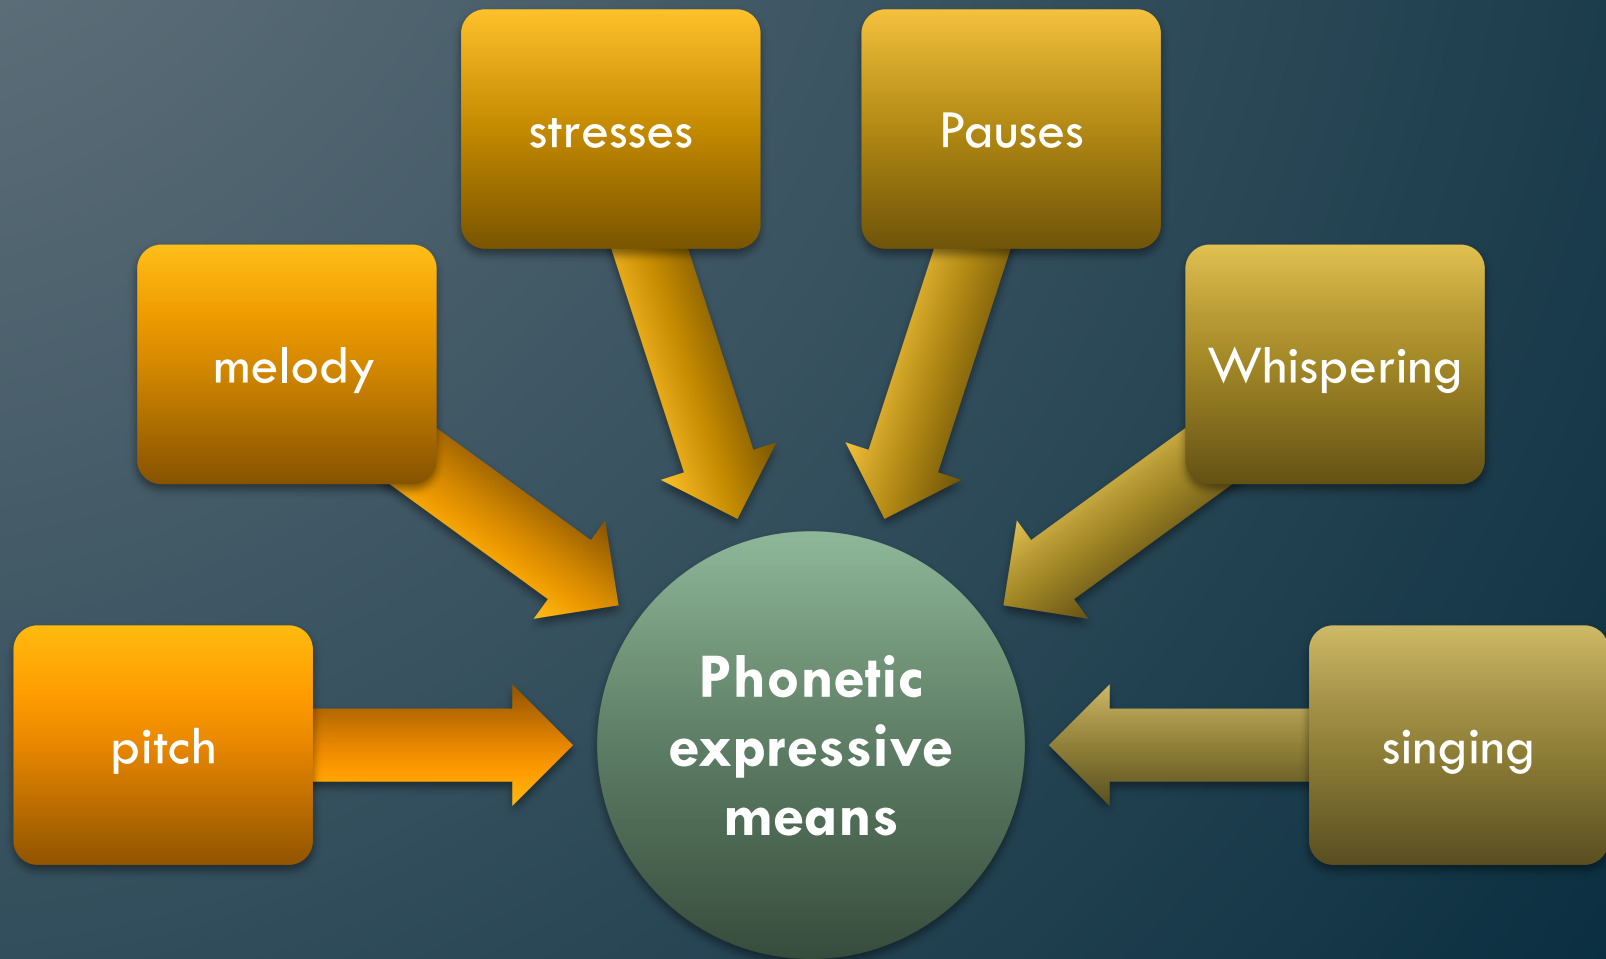 stresses
Pauses
melody
Whispering
pitch
Phonetic
expressive
means
singing